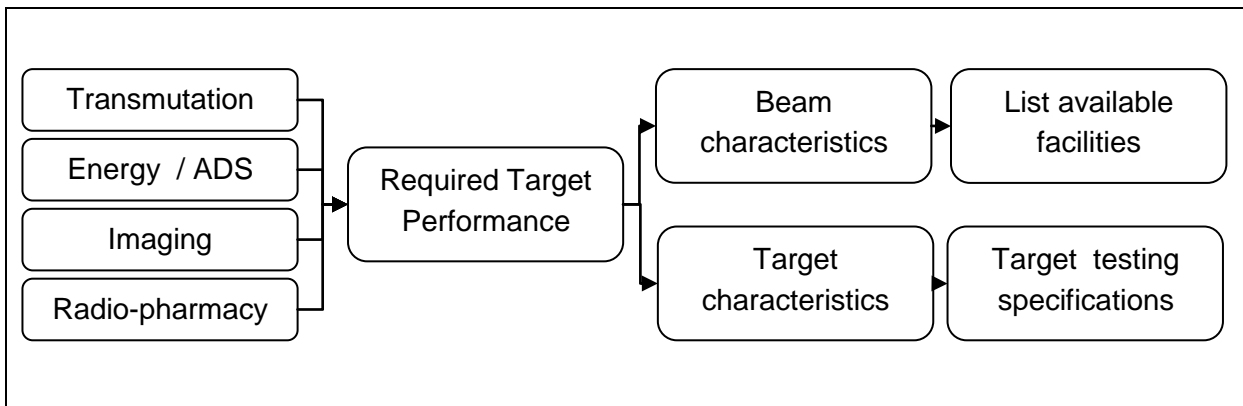 Transmutation
Energy / ADS
Imaging
Radio-pharmacy
Required Target
Performance
Beam
characteristics
List available
facilities
Target
characteristics
Target testing
specifications